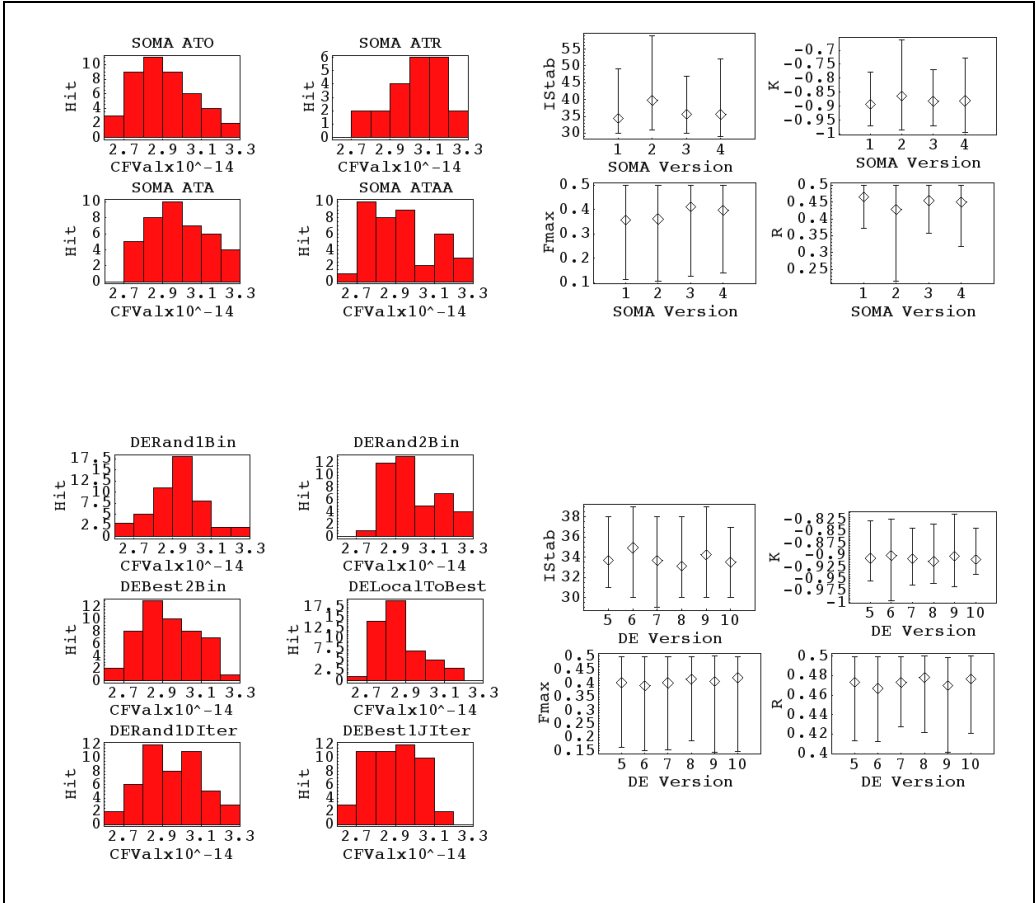 SOMA ATO
Hit
10
8
6
4
2
0
2.7 2.9 3.1 3.3
CFValx10^-14
SOMA ATR
Hit
6
5
4
3
2
1
0
2.7 2.9 3.1 3.3
CFValx10^-14
SOMA ATA
Hit
10
8
6
4
2
0
2.7 2.9 3.1 3.3
CFValx10^-14
SOMA ATAA
Hit
10
8
6
4
2
0
2.7 2.9 3.1 3.3
CFValx10^-14
IStab
55
50
45
40
35
30
1 2 3 4
SOMA Version
K
-0.7
-0.75
-0.8
-0.85
-0.9
-0.95
-1
1 2 3 4
SOMA Version
Fmax
0.5
0.4
0.3
0.2
0.1
1 2 3 4
SOMA Version
R
0.5
0.45
0.4
0.35
0.3
0.25
1 2 3 4
SOMA Version
DERand1Bin
Hit
17.5
15
12.5
10
7.5
5
2.5
0
2.7 2.9 3.1 3.3
CFValx10^-14
DERand2Bin
Hit
12
10
8
6
4
2
0
2.7 2.9 3.1 3.3
CFValx10^-14
DEBest2Bin
Hit
12
10
8
6
4
2
0
2.7 2.9 3.1 3.3
CFValx10^-14
DELocalToBest
Hit
17.5
15
12.5
10
7.5
5
2.5
0
2.7 2.9 3.1 3.3
CFValx10^-14
DERand1DIter
Hit
12
10
8
6
4
2
0
2.7 2.9 3.1 3.3
CFValx10^-14
DEBest1JIter
Hit
12
10
8
6
4
2
0
2.7 2.9 3.1 3.3
CFValx10^-14
IStab
38
36
34
32
30
5 6 7 8 9 10
DE Version
K
-0.825
-0.85
-0.875
-0.9
-0.925
-0.95
-0.975
-1
5 6 7 8 9 10
DE Version
Fmax
0.5
0.45
0.4
0.35
0.3
0.25
0.2
0.15
5 6 7 8 9 10
DE Version
R
0.5
0.48
0.46
0.44
0.42
0.4
5 6 7 8 9 10
DE Version